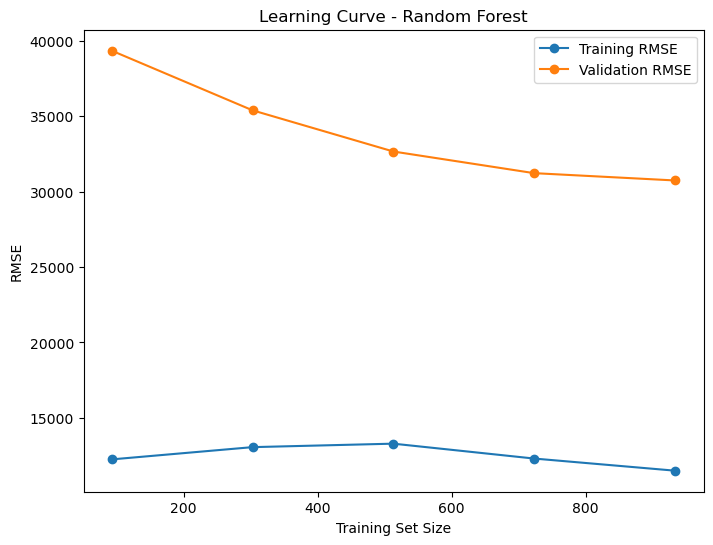 Learning Curve - Random Forest
Training RMSE
Validation RMSE
RMSE
40000
35000
30000
25000
20000
15000
200 400 600 800
Training Set Size